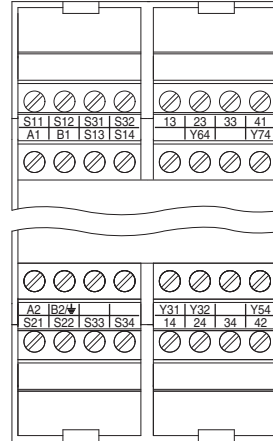 S11 S12 S31 S32 13 23 33 41
A1 B1 S13 S14 Y64 Y74
A2 B2/⏚ Y31 Y32 Y54
S21 S22 S33 S34 14 24 34 42